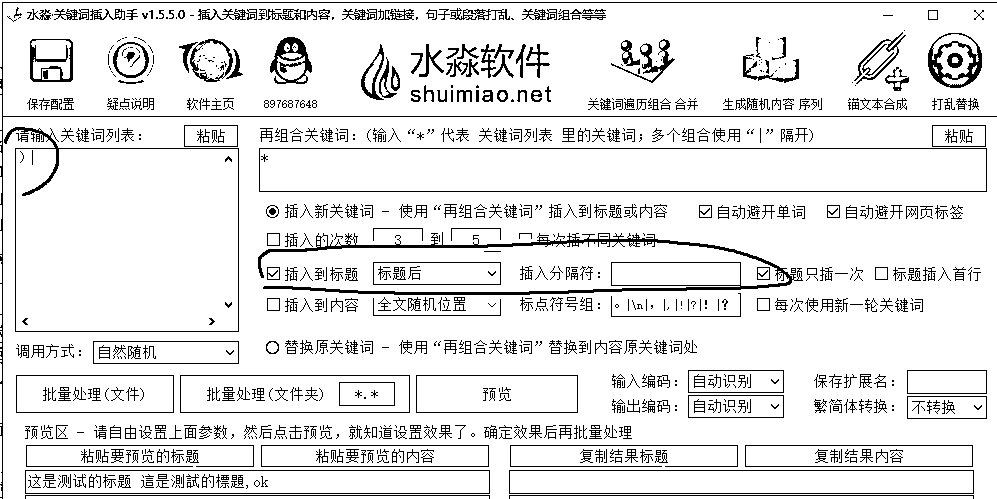 水淼·关键词插入助手 v1.5.5.0 - 插入关键词到标题和内容，关键词加链接，句子或段落打乱、关键词组合等等
保存配置 疑点说明 软件主页 897687648 水淼软件 shuimiao.net 关键词遍历组合 合并 生成随机内容 序列 锚文本合成 打乱替换
请输入关键词列表： 粘贴 再组合关键词：(输入“*”代表 关键词列表 里的关键词；多个组合使用“|”隔开) 粘贴
)|
*
插入新关键词 - 使用“再组合关键词”插入到标题或内容 自动避开单词 自动避开网页标签
插入的次数 3 到 5 每次插不同关键词
插入到标题 标题后 插入分隔符： 标题只插一次 标题插入首行
插入到内容 全文随机位置 标点符号组： 。|\n|，|,|!|?|！|？ 每次使用新一轮关键词
调用方式： 自然随机 替换原关键词 - 使用“再组合关键词”替换到内容原关键词处
批量处理(文件) 批量处理(文件夹) *.* 预览 输入编码： 自动识别 保存扩展名：
输出编码： 自动识别 繁简体转换： 不转换
预览区 - 请自由设置上面参数，然后点击预览，就知道设置效果了。确定效果后再批量处理
粘贴要预览的标题 粘贴要预览的内容 复制结果标题 复制结果内容
这是测试的标题 這是測試的標題,ok